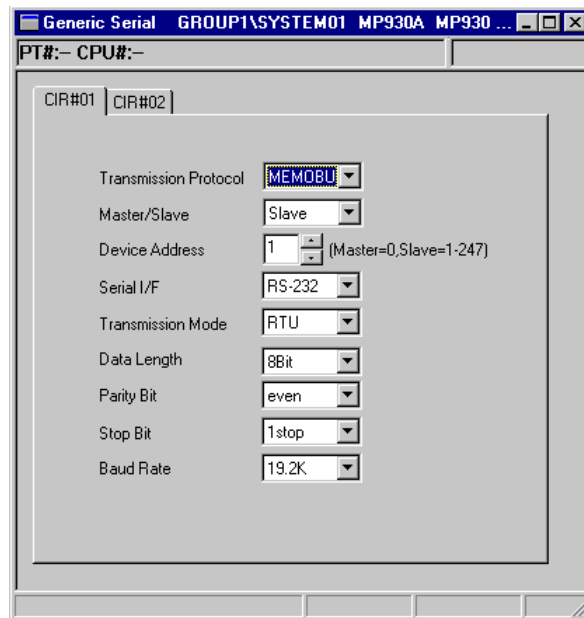 Generic Serial GROUP1\SYSTEM01 MP930A MP930 ...
PT#:– CPU#:–
CIR#01 CIR#02
Transmission Protocol MEMOBU
Master/Slave Slave
Device Address 1 (Master=0,Slave=1-247)
Serial I/F RS-232
Transmission Mode RTU
Data Length 8Bit
Parity Bit even
Stop Bit 1stop
Baud Rate 19.2K